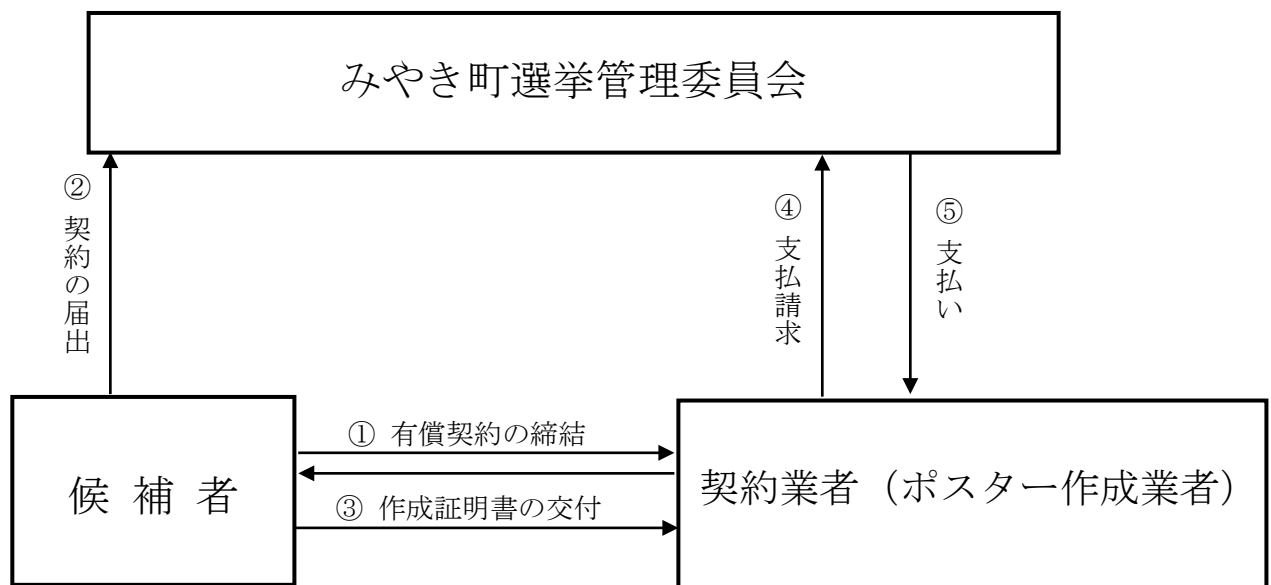 みやき町選挙管理委員会
② 契約の届出
④ 支払請求
⑤ 支払い
① 有償契約の締結
候 補 者
契約業者（ポスター作成業者）
③ 作成証明書の交付